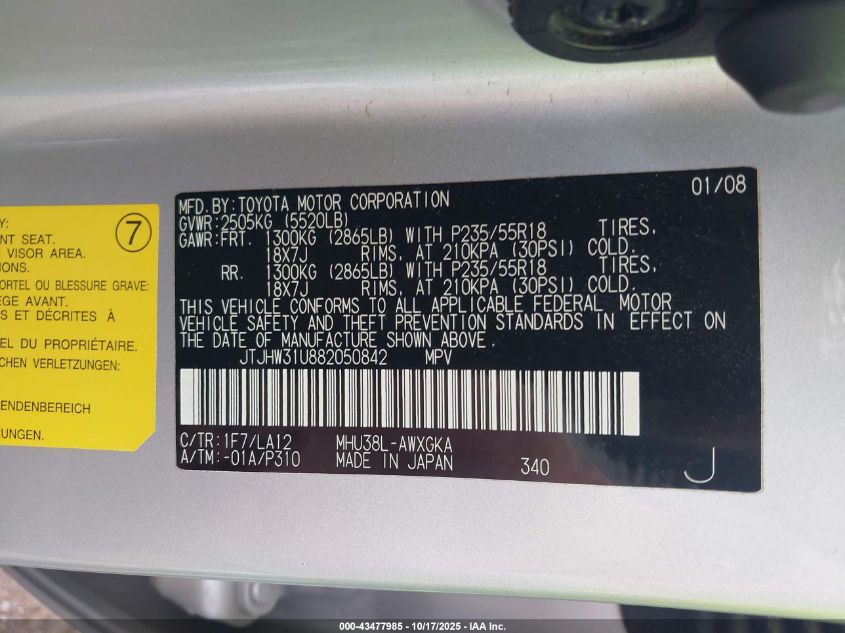 Y:
NT SEAT.
VISOR AREA.
IONS.
ORTEL OU BLESSURE GRAVE:
ÈGE AVANT.
S ET DÉCRITES À
EL DU PROPRIÉTAIRE.
CHEN VERLETZUNGEN:
ENDENBEREICH
RUNGEN.
7
MFD. BY: TOYOTA MOTOR CORPORATION 01/08
GVWR: 2505KG (5520LB)
GAWR: FRT. 1300KG (2865LB) WITH P235/55R18 TIRES,
18X7J RIMS, AT 210KPA (30PSI) COLD.
RR. 1300KG (2865LB) WITH P235/55R18 TIRES,
18X7J RIMS, AT 210KPA (30PSI) COLD.
THIS VEHICLE CONFORMS TO ALL APPLICABLE FEDERAL MOTOR
VEHICLE SAFETY AND THEFT PREVENTION STANDARDS IN EFFECT ON
THE DATE OF MANUFACTURE SHOWN ABOVE.
JTJHW31U882050842 MPV
C/TR: 1F7/LA12 MHU38L-AWXGKA
A/TM: -01A/P310 MADE IN JAPAN 340 J
000-43477985 - 10/17/2025 - IAA Inc.